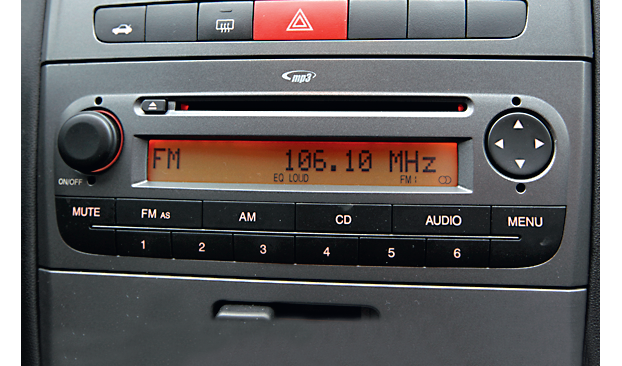 mp3
FM 106.10 MHz
EQ LOUD FM1
ON/OFF
MUTE FM AS AM CD AUDIO MENU
1 2 3 4 5 6